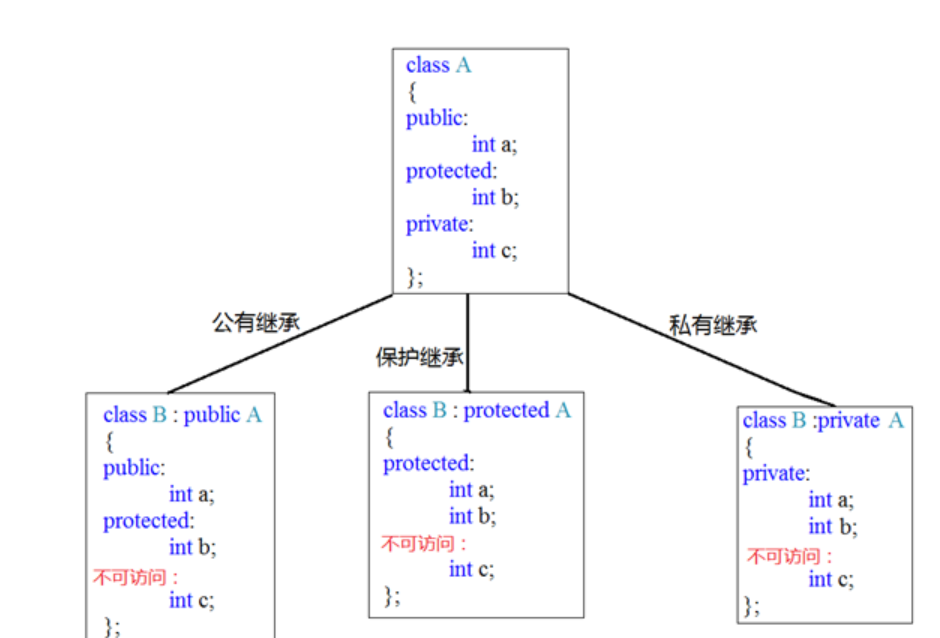 class A
{
public:
int a;
protected:
int b;
private:
int c;
};
公有继承
保护继承
私有继承
class B : public A
{
public:
int a;
protected:
int b;
不可访问：
int c;
};
class B : protected A
{
protected:
int a;
int b;
不可访问：
int c;
};
class B :private A
{
private:
int a;
int b;
不可访问：
int c;
};